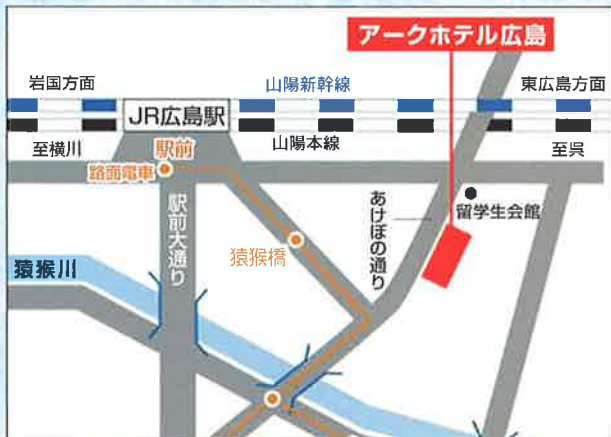 アークホテル広島
岩国方面
山陽新幹線
東広島方面
JR広島駅
至横川
山陽本線
至呉
駅前
路面電車
駅前大通り
あけぼの通り
留学生会館
猿猴橋
猿猴川